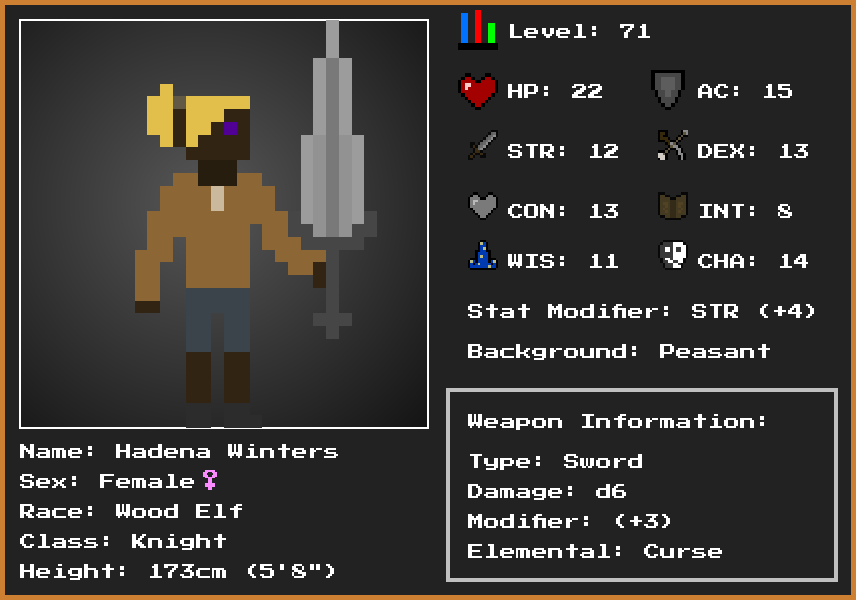 Level: 71
HP: 22
AC: 15
STR: 12
DEX: 13
CON: 13
INT: 8
WIS: 11
CHA: 14
Stat Modifier: STR (+4)
Background: Peasant
Name: Hadena Winters
Sex: Female♀
Race: Wood Elf
Class: Knight
Height: 173cm (5'8")
Weapon Information:
Type: Sword
Damage: d6
Modifier: (+3)
Elemental: Curse